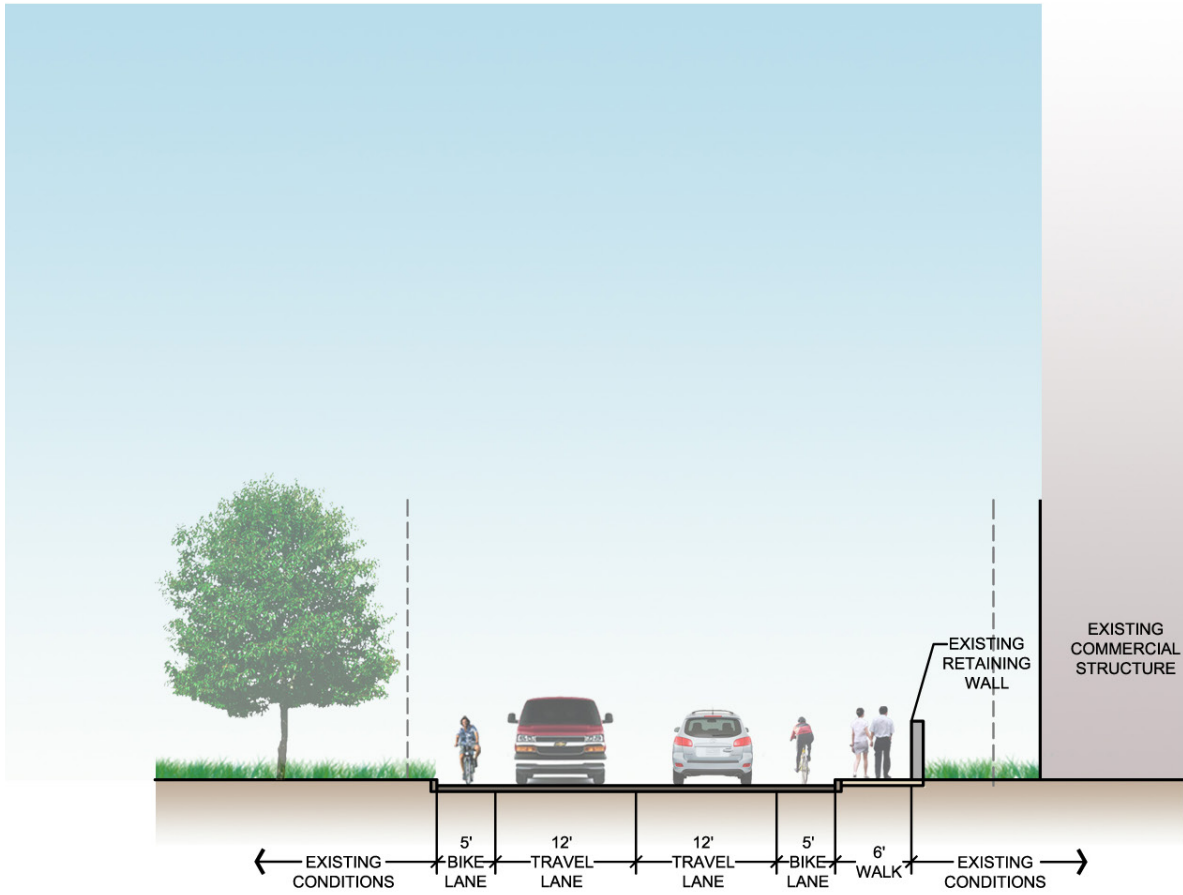 EXISTING
RETAINING
WALL
EXISTING
COMMERCIAL
STRUCTURE
EXISTING
CONDITIONS
5'
BIKE
LANE
12'
TRAVEL
LANE
12'
TRAVEL
LANE
5'
BIKE
LANE
6'
WALK
EXISTING
CONDITIONS